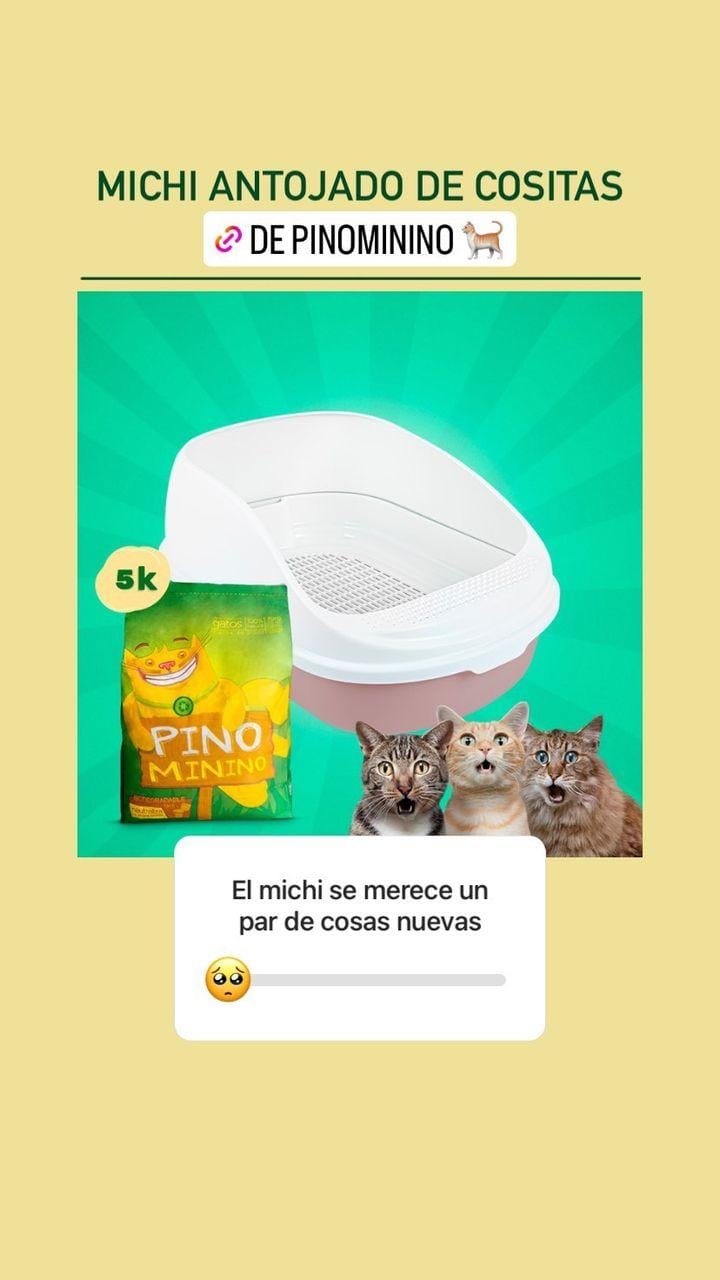 MICHI ANTOJADO DE COSITAS
DE PINOMININO
5k
gatos
PINO
MININO
BIODEGRADABLE
El michi se merece un
par de cosas nuevas